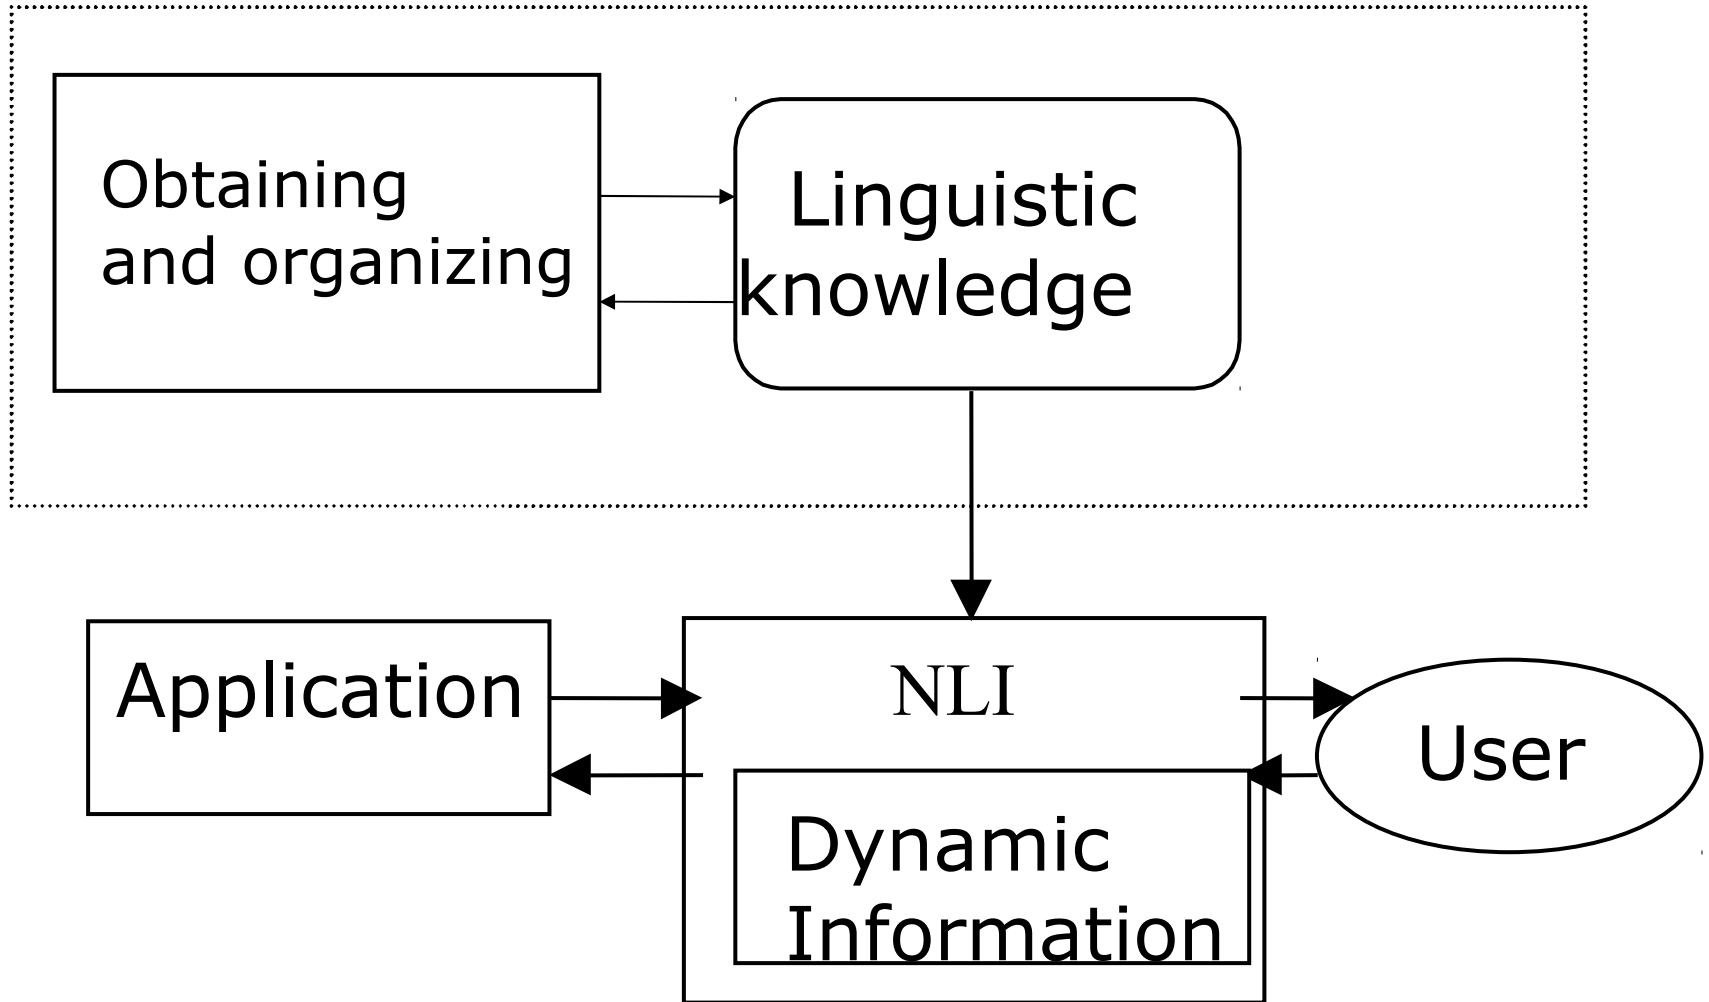 Obtaining
and organizing
Linguistic
knowledge
Application
NLI
User
Dynamic
Information